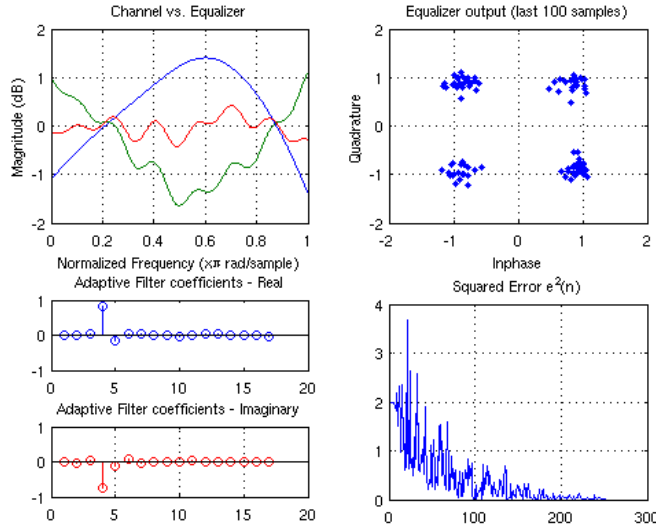 Channel vs. Equalizer
2
1
0
-1
-2
Magnitude (dB)
0 0.2 0.4 0.6 0.8 1
Normalized Frequency (xπ rad/sample)
Equalizer output (last 100 samples)
2
1
0
-1
-2
Quadrature
-2 -1 0 1 2
Inphase
Adaptive Filter coefficients - Real
1
0
-1
0 5 10 15 20
Adaptive Filter coefficients - Imaginary
1
0
-1
0 5 10 15 20
Squared Error e²(n)
4
3
2
1
0
0 100 200 300